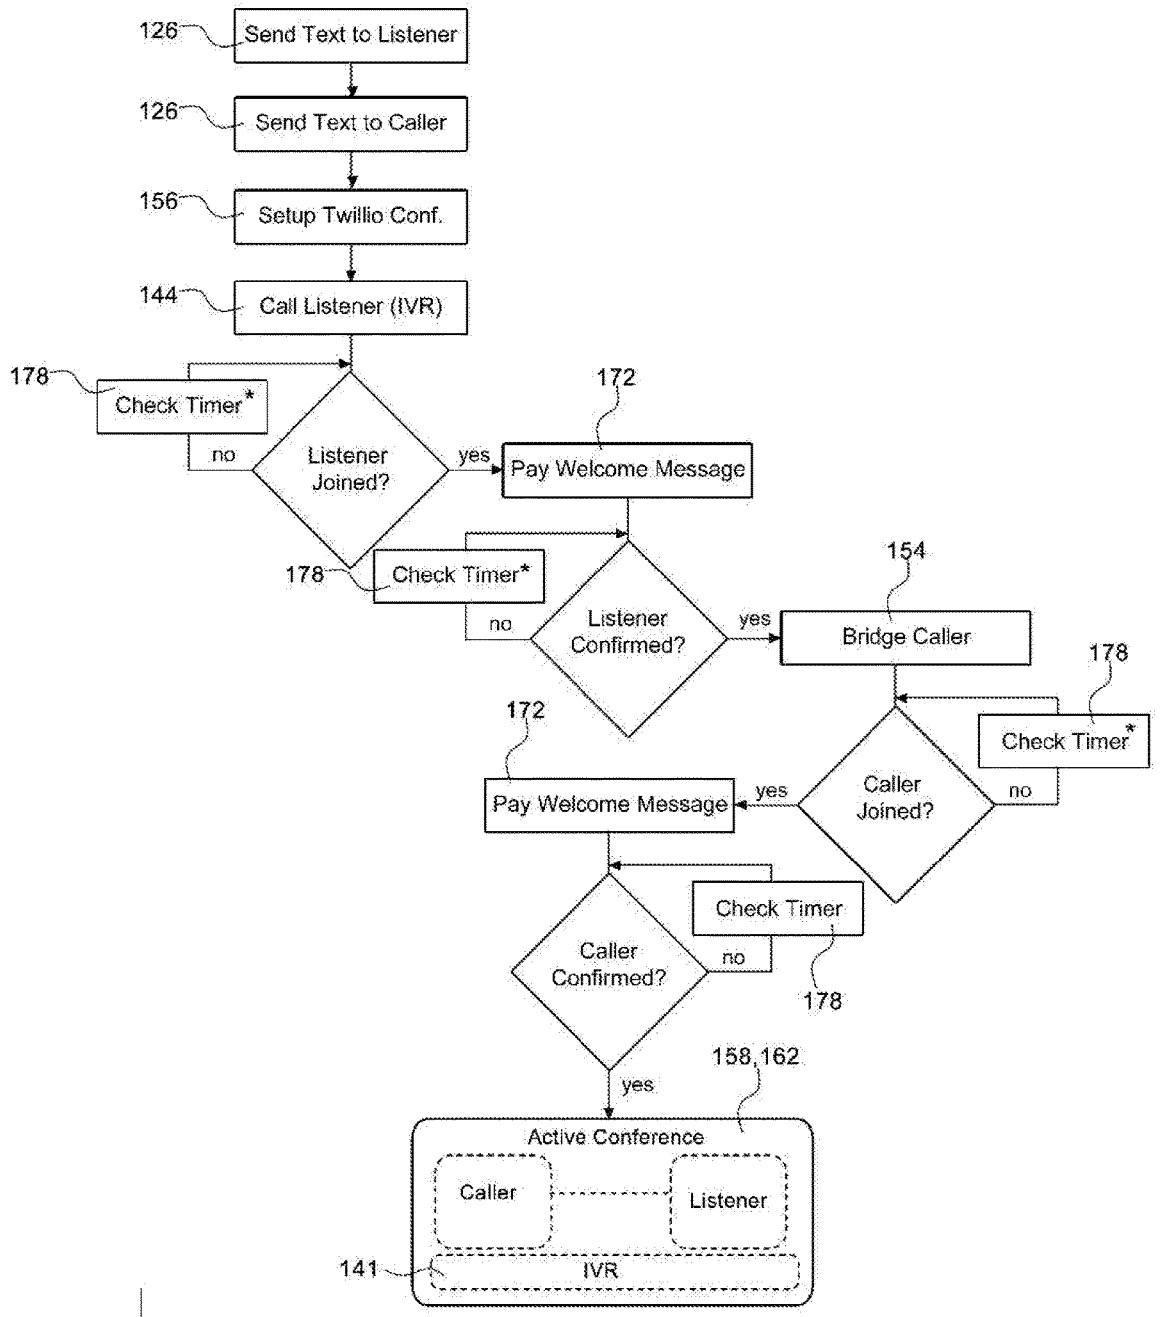 126
Send Text to Listener
126
Send Text to Caller
156
Setup Twillio Conf.
144
Call Listener (IVR)
178
Check Timer*
no
Listener
Joined?
yes
172
Pay Welcome Message
178
Check Timer*
no
Listener
Confirmed?
yes
154
Bridge Caller
178
Check Timer*
no
Caller
Joined?
yes
172
Pay Welcome Message
Check Timer
178
no
Caller
Confirmed?
yes
158,162
Active Conference
Caller
Listener
141
IVR